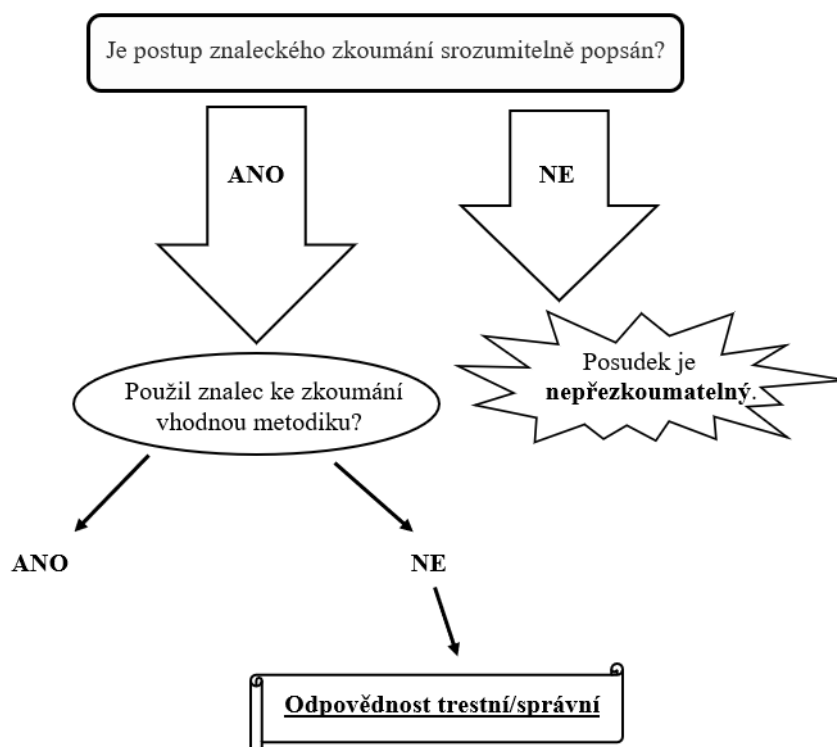 Je postup znaleckého zkoumání srozumitelně popsán?
ANO
NE
Posudek je
nepřezkoumatelný.
Použil znalec ke zkoumání
vhodnou metodiku?
ANO
NE
Odpovědnost trestní/správní